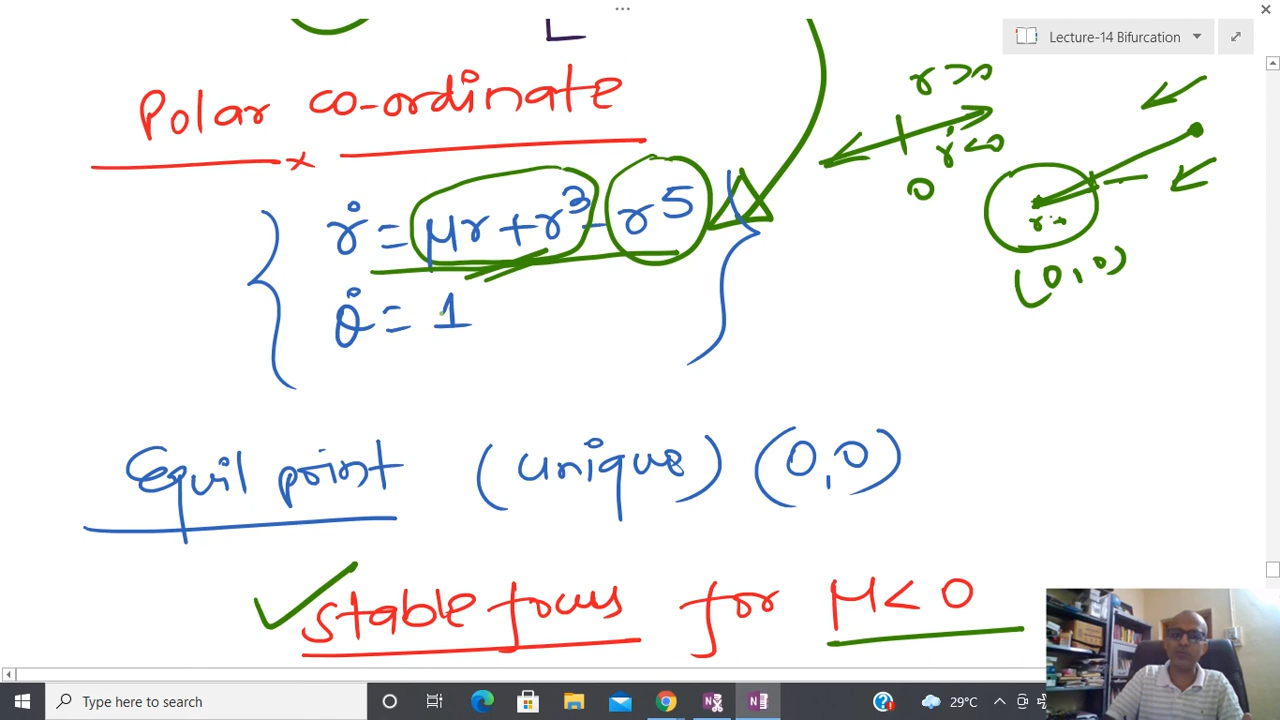 Lecture-14 Bifurcation
Polar co-ordinate
r > 0
ṙ < 0
0
(0,0)
ṙ = μr + r³ - r⁵
θ̇ = 1
Equil point (unique) (0,0)
stable focus for μ < 0
Type here to search
29°C